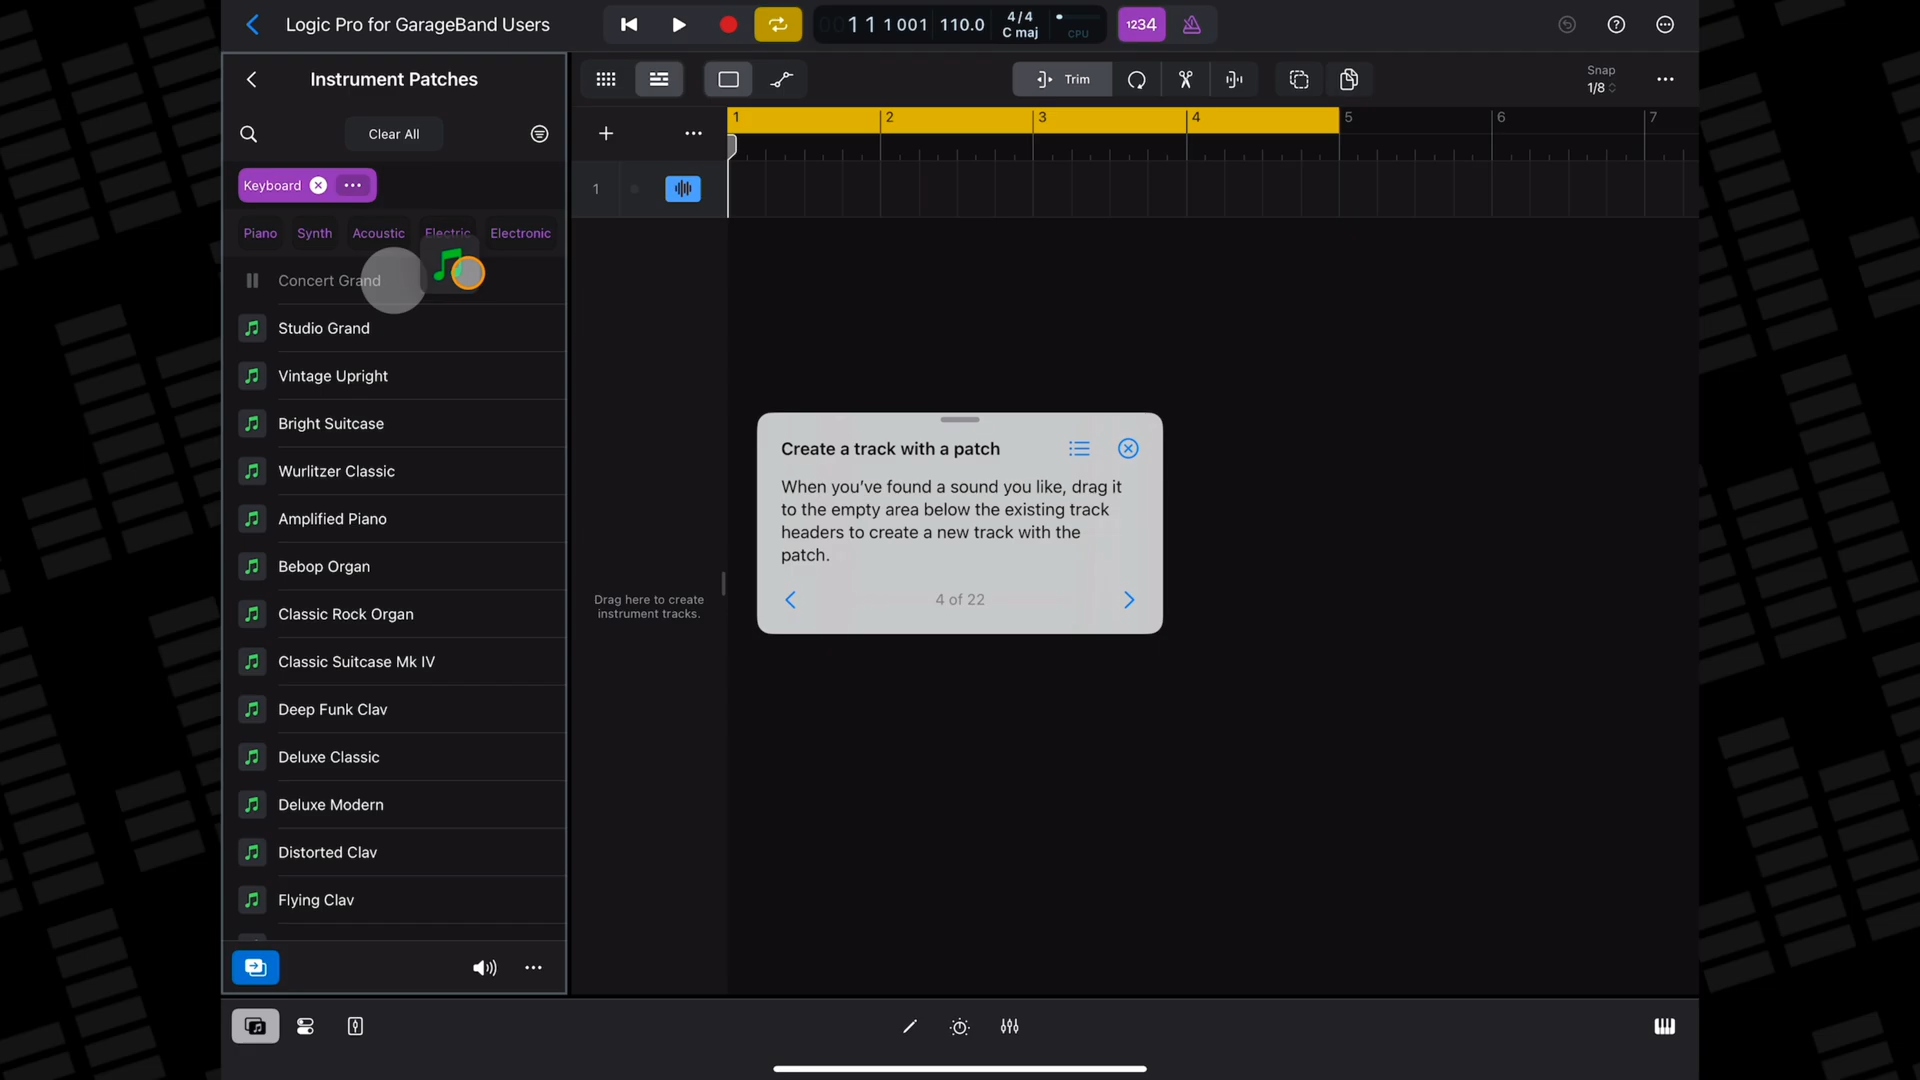 Logic Pro for GarageBand Users
11 1 001
110.0
4/4
C maj
CPU
1234
Instrument Patches
Trim
Snap
1/8
Clear All
1
2
3
4
5
6
7
Keyboard
1
Piano
Synth
Acoustic
Electric
Electronic
Concert Grand
Studio Grand
Vintage Upright
Bright Suitcase
Wurlitzer Classic
Amplified Piano
Bebop Organ
Classic Rock Organ
Classic Suitcase Mk IV
Deep Funk Clav
Deluxe Classic
Deluxe Modern
Distorted Clav
Flying Clav
Drag here to create
instrument tracks.
Create a track with a patch
When you’ve found a sound you like, drag it
to the empty area below the existing track
headers to create a new track with the
patch.
4 of 22